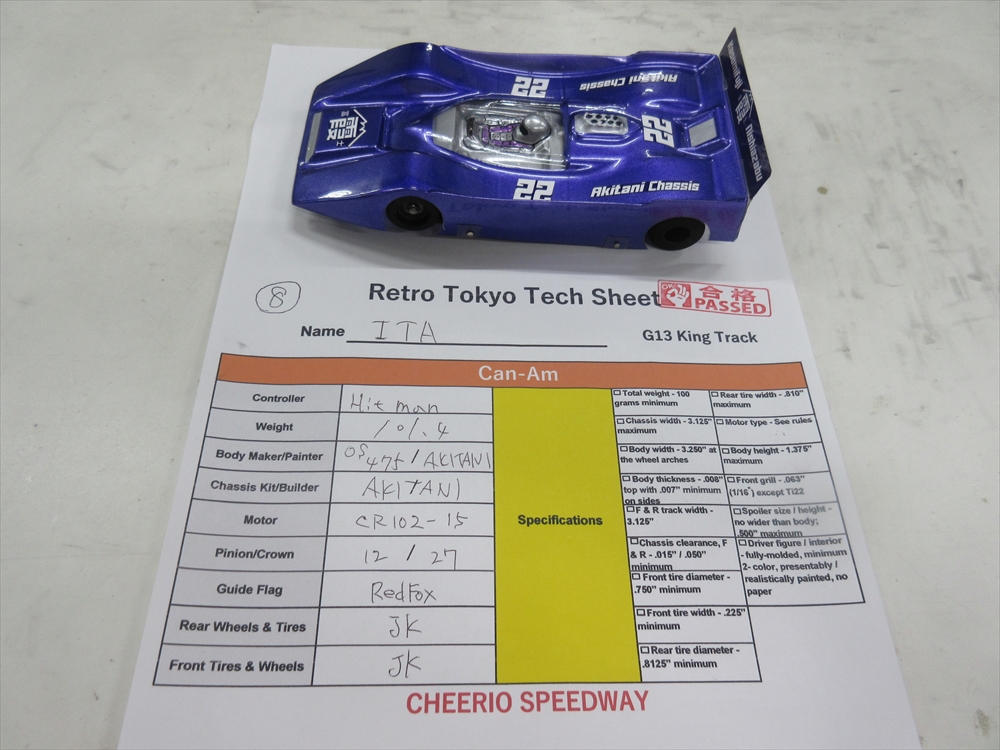 22
Akitani Chassis
22
22
Akitani Chassis
Nishiazabu
8
Retro Tokyo Tech Sheet
合格
PASSED
Name ITA
G13 King Track
Can-Am
Controller Hit man
Weight 101.4
Body Maker/Painter OS 475 / AKITANI
Chassis Kit/Builder AKITANI
Motor CR102-15
Pinion/Crown 12 / 27
Guide Flag RedFox
Rear Wheels & Tires JK
Front Tires & Wheels JK
Specifications
Total weight - 100
grams minimum
Chassis width - 3.125"
maximum
Body width - 3.250" at
the wheel arches
Body thickness - .008"
top with .007" minimum
on sides
F & R track width -
3.125"
Chassis clearance, F
& R - .015" / .050"
minimum
Front tire diameter -
.750" minimum
Front tire width - .225"
minimum
Rear tire diameter -
.8125" minimum
Rear tire width - .810"
maximum
Motor type - See rules
Body height - 1.375"
maximum
Front grill - .063"
(1/16") except Ti22
Spoiler size / height -
no wider than body;
.500" maximum
Driver figure / interior
- fully-molded, minimum
2- color, presentably /
realistically painted, no
paper
CHEERIO SPEEDWAY